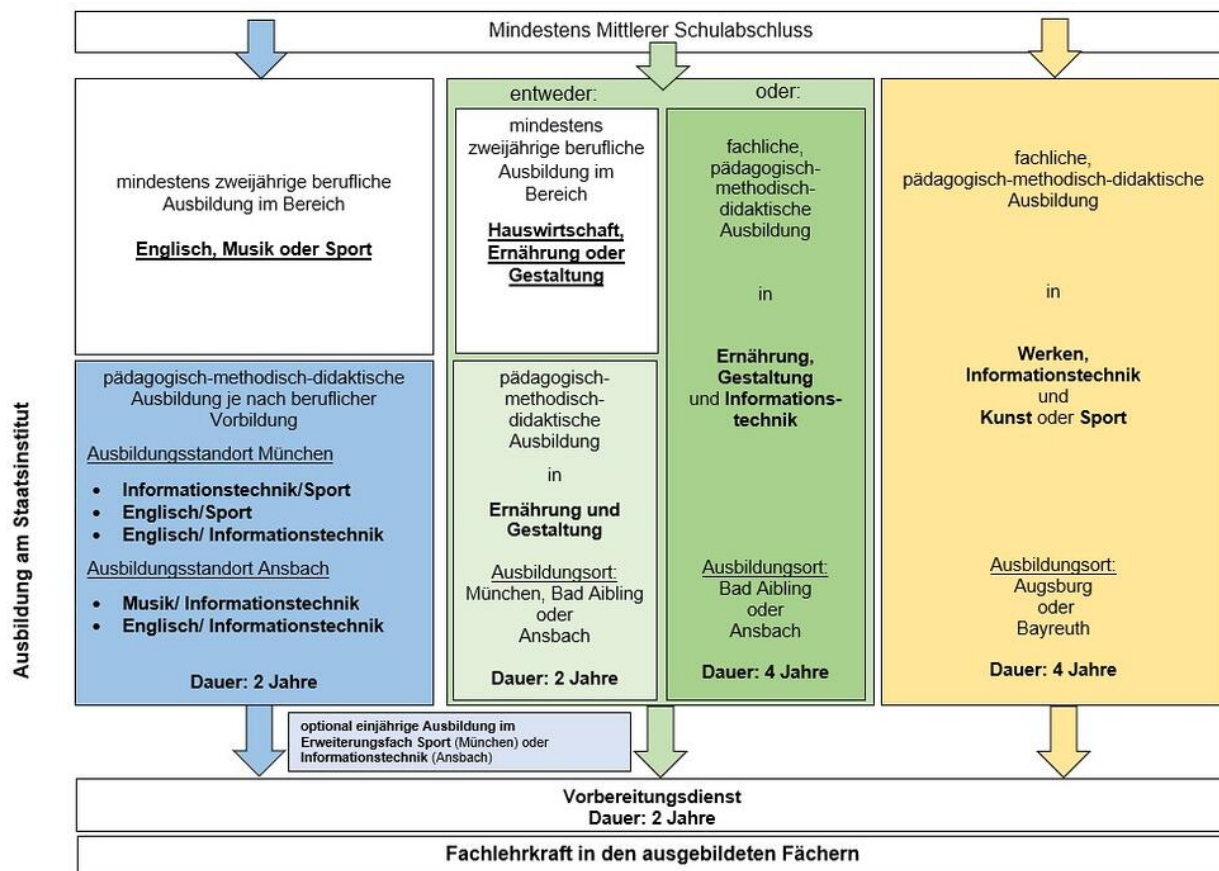 Mindestens Mittlerer Schulabschluss
mindestens zweijährige berufliche
Ausbildung im Bereich
Englisch, Musik oder Sport
pädagogisch-methodisch-didaktische
Ausbildung je nach beruflicher
Vorbildung
Ausbildungsstandort München
• Informationstechnik/Sport
• Englisch/Sport
• Englisch/ Informationstechnik
Ausbildungsstandort Ansbach
• Musik/ Informationstechnik
• Englisch/ Informationstechnik
Dauer: 2 Jahre
entweder:
mindestens
zweijährige berufliche
Ausbildung im
Bereich
Hauswirtschaft,
Ernährung oder
Gestaltung
pädagogisch-
methodisch-
didaktische
Ausbildung
in
Ernährung und
Gestaltung
Ausbildungsort:
München, Bad Aibling
oder
Ansbach
Dauer: 2 Jahre
oder:
fachliche,
pädagogisch-
methodisch-
didaktische
Ausbildung
in
Ernährung,
Gestaltung
und Informations-
technik
Ausbildungsort:
Bad Aibling
oder
Ansbach
Dauer: 4 Jahre
fachliche,
pädagogisch-methodisch-didaktische
Ausbildung
in
Werken,
Informationstechnik
und
Kunst oder Sport
Ausbildungsort:
Augsburg
oder
Bayreuth
Dauer: 4 Jahre
Ausbildung am Staatsinstitut
optional einjährige Ausbildung im
Erweiterungsfach Sport (München) oder
Informationstechnik (Ansbach)
Vorbereitungsdienst
Dauer: 2 Jahre
Fachlehrkraft in den ausgebildeten Fächern